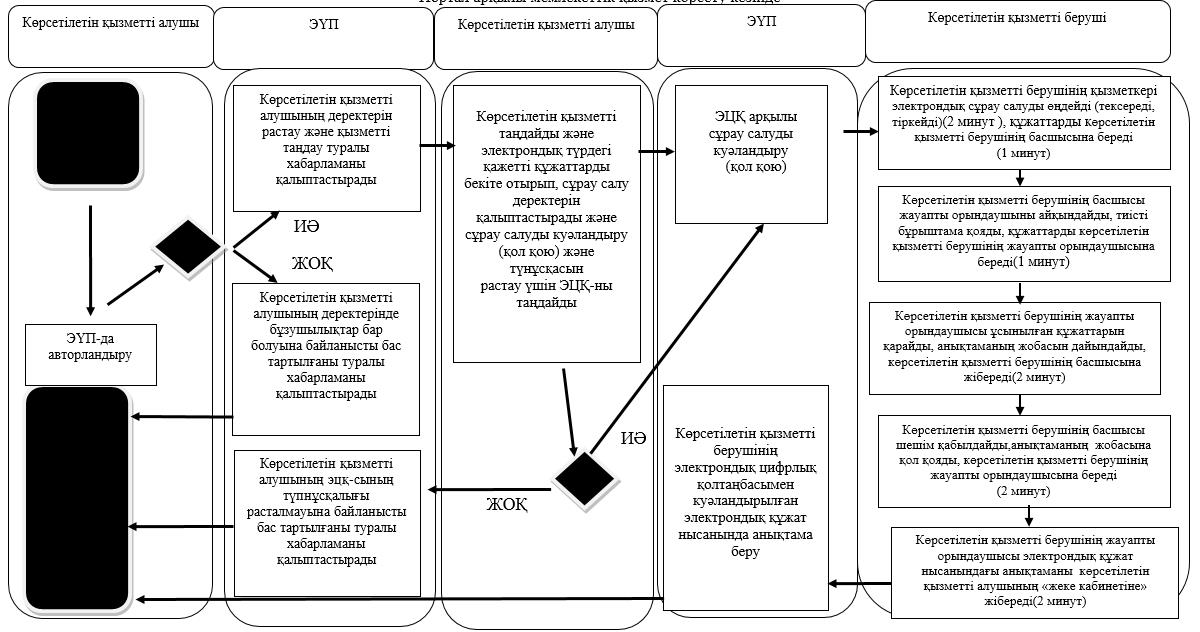 Портал арқылы мемлекеттік қызмет көрсету кезінде
Көрсетілетін қызметті алушы
ЭҮП
Көрсетілетін қызметті алушы
ЭҮП
Көрсетілетін қызметті беруші
ЭҮП-да
авторландыру
Көрсетілетін қызметті
алушының деректерін
растау және қызметті
таңдау туралы
хабарламаны
қалыптастырады
ИӘ
ЖОҚ
Көрсетілетін қызметті
алушының деректерінде
бұзушылықтар бар
болуына байланысты бас
тартылғаны туралы
хабарламаны
қалыптастырады
Көрсетілетін қызметті
алушының эцқ-сының
түпнұсқалығы
расталмауына байланысты
бас тартылғаны туралы
хабарламаны
қалыптастырады
Көрсетілетін қызметті
таңдайды және
электрондық түрдегі
қажетті құжаттарды
бекіте отырып, сұрау салу
деректерін
қалыптастырады және
сұрау салуды куәландыру
(қол қою) және
түнұсқасын
растау үшін ЭЦҚ-ны
таңдайды
ИӘ
ЖОҚ
ЭЦҚ арқылы
сұрау салуды
куәландыру
(қол қою)
Көрсетілетін қызметті
берушінің
электрондық цифрлық
қолтаңбасымен
куәландырылған
электрондық құжат
нысанында анықтама
беру
Көрсетілетін қызметті берушінің қызметкері
электрондық сұрау салуды өңдейді (тексереді,
тіркейді)(2 минут ), құжаттарды көрсетілетін
қызметті берушінің басшысына береді
(1 минут)
Көрсетілетін қызметті берушінің басшысы
жауапты орындаушыны айқындайды, тиісті
бұрыштама қояды, құжаттарды көрсетілетін
қызметті берушінің жауапты орындаушысына
береді(1 минут)
Көрсетілетін қызметті берушінің жауапты
орындаушысы ұсынылған құжаттарын
қарайды, анықтаманың жобасын дайындайды,
көрсетілетін қызметті берушінің басшысына
жібереді(2 минут)
Көрсетілетін қызметті берушінің басшысы
шешім қабылдайды,анықтаманың жобасына
қол қояды, көрсетілетін қызметті берушінің
жауапты орындаушысына береді
(2 минут)
Көрсетілетін қызметті берушінің жауапты
орындаушысы электрондық құжат
нысанындағы анықтаманы көрсетілетін
қызметті алушының «жеке кабинетіне»
жібереді(2 минут)